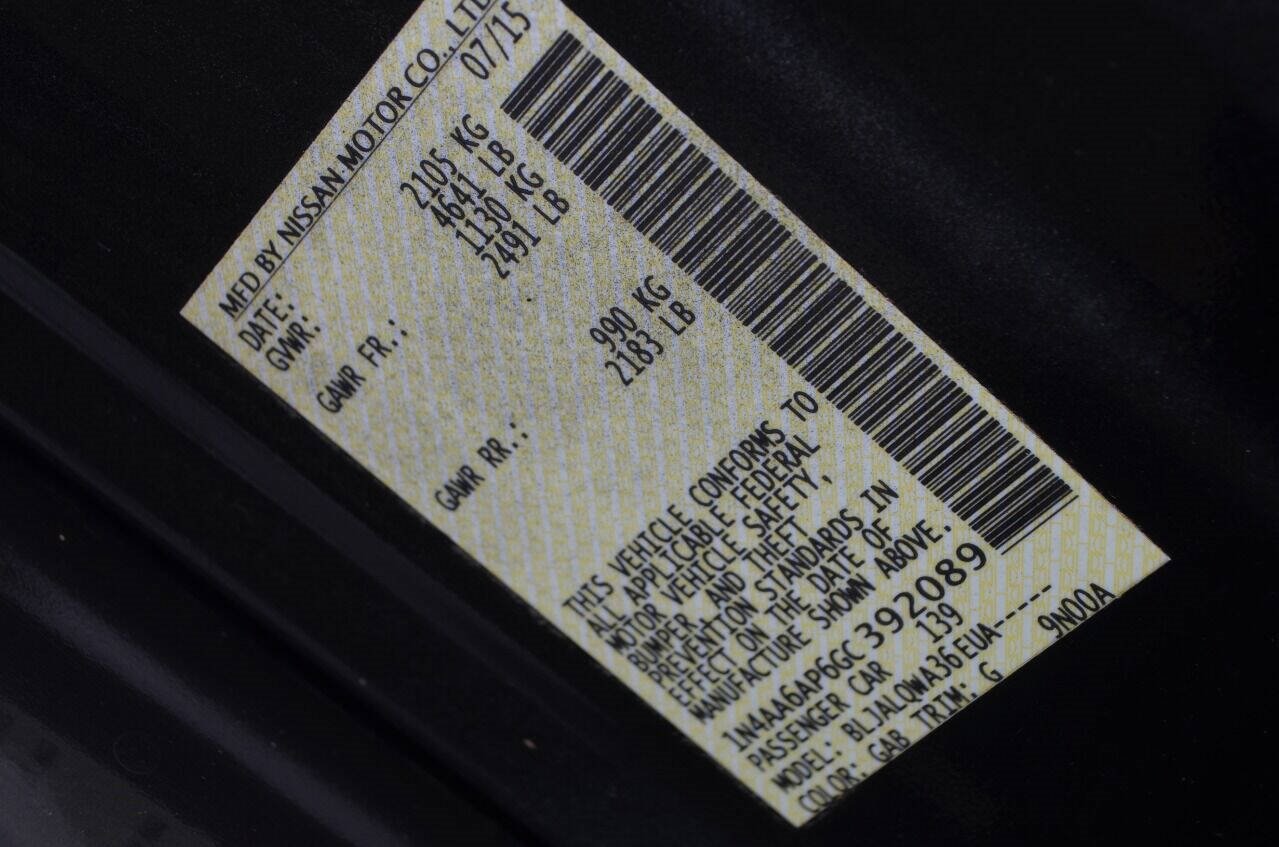 MFD BY NISSAN MOTOR CO., LTD
DATE: 07/15
GVWR: 2105 KG
4641 LB
GAWR FR.: 1130 KG
2491 LB
GAWR RR.: 990 KG
2183 LB
THIS VEHICLE CONFORMS TO
ALL APPLICABLE FEDERAL
MOTOR VEHICLE SAFETY,
BUMPER, AND THEFT
PREVENTION STANDARDS IN
EFFECT ON THE DATE OF
MANUFACTURE SHOWN ABOVE.
1N4AA6AP6GC392089
PASSENGER CAR 139
MODEL: BLJALQWA36EUA-----
COLOR: GAB TRIM: G 9N00A